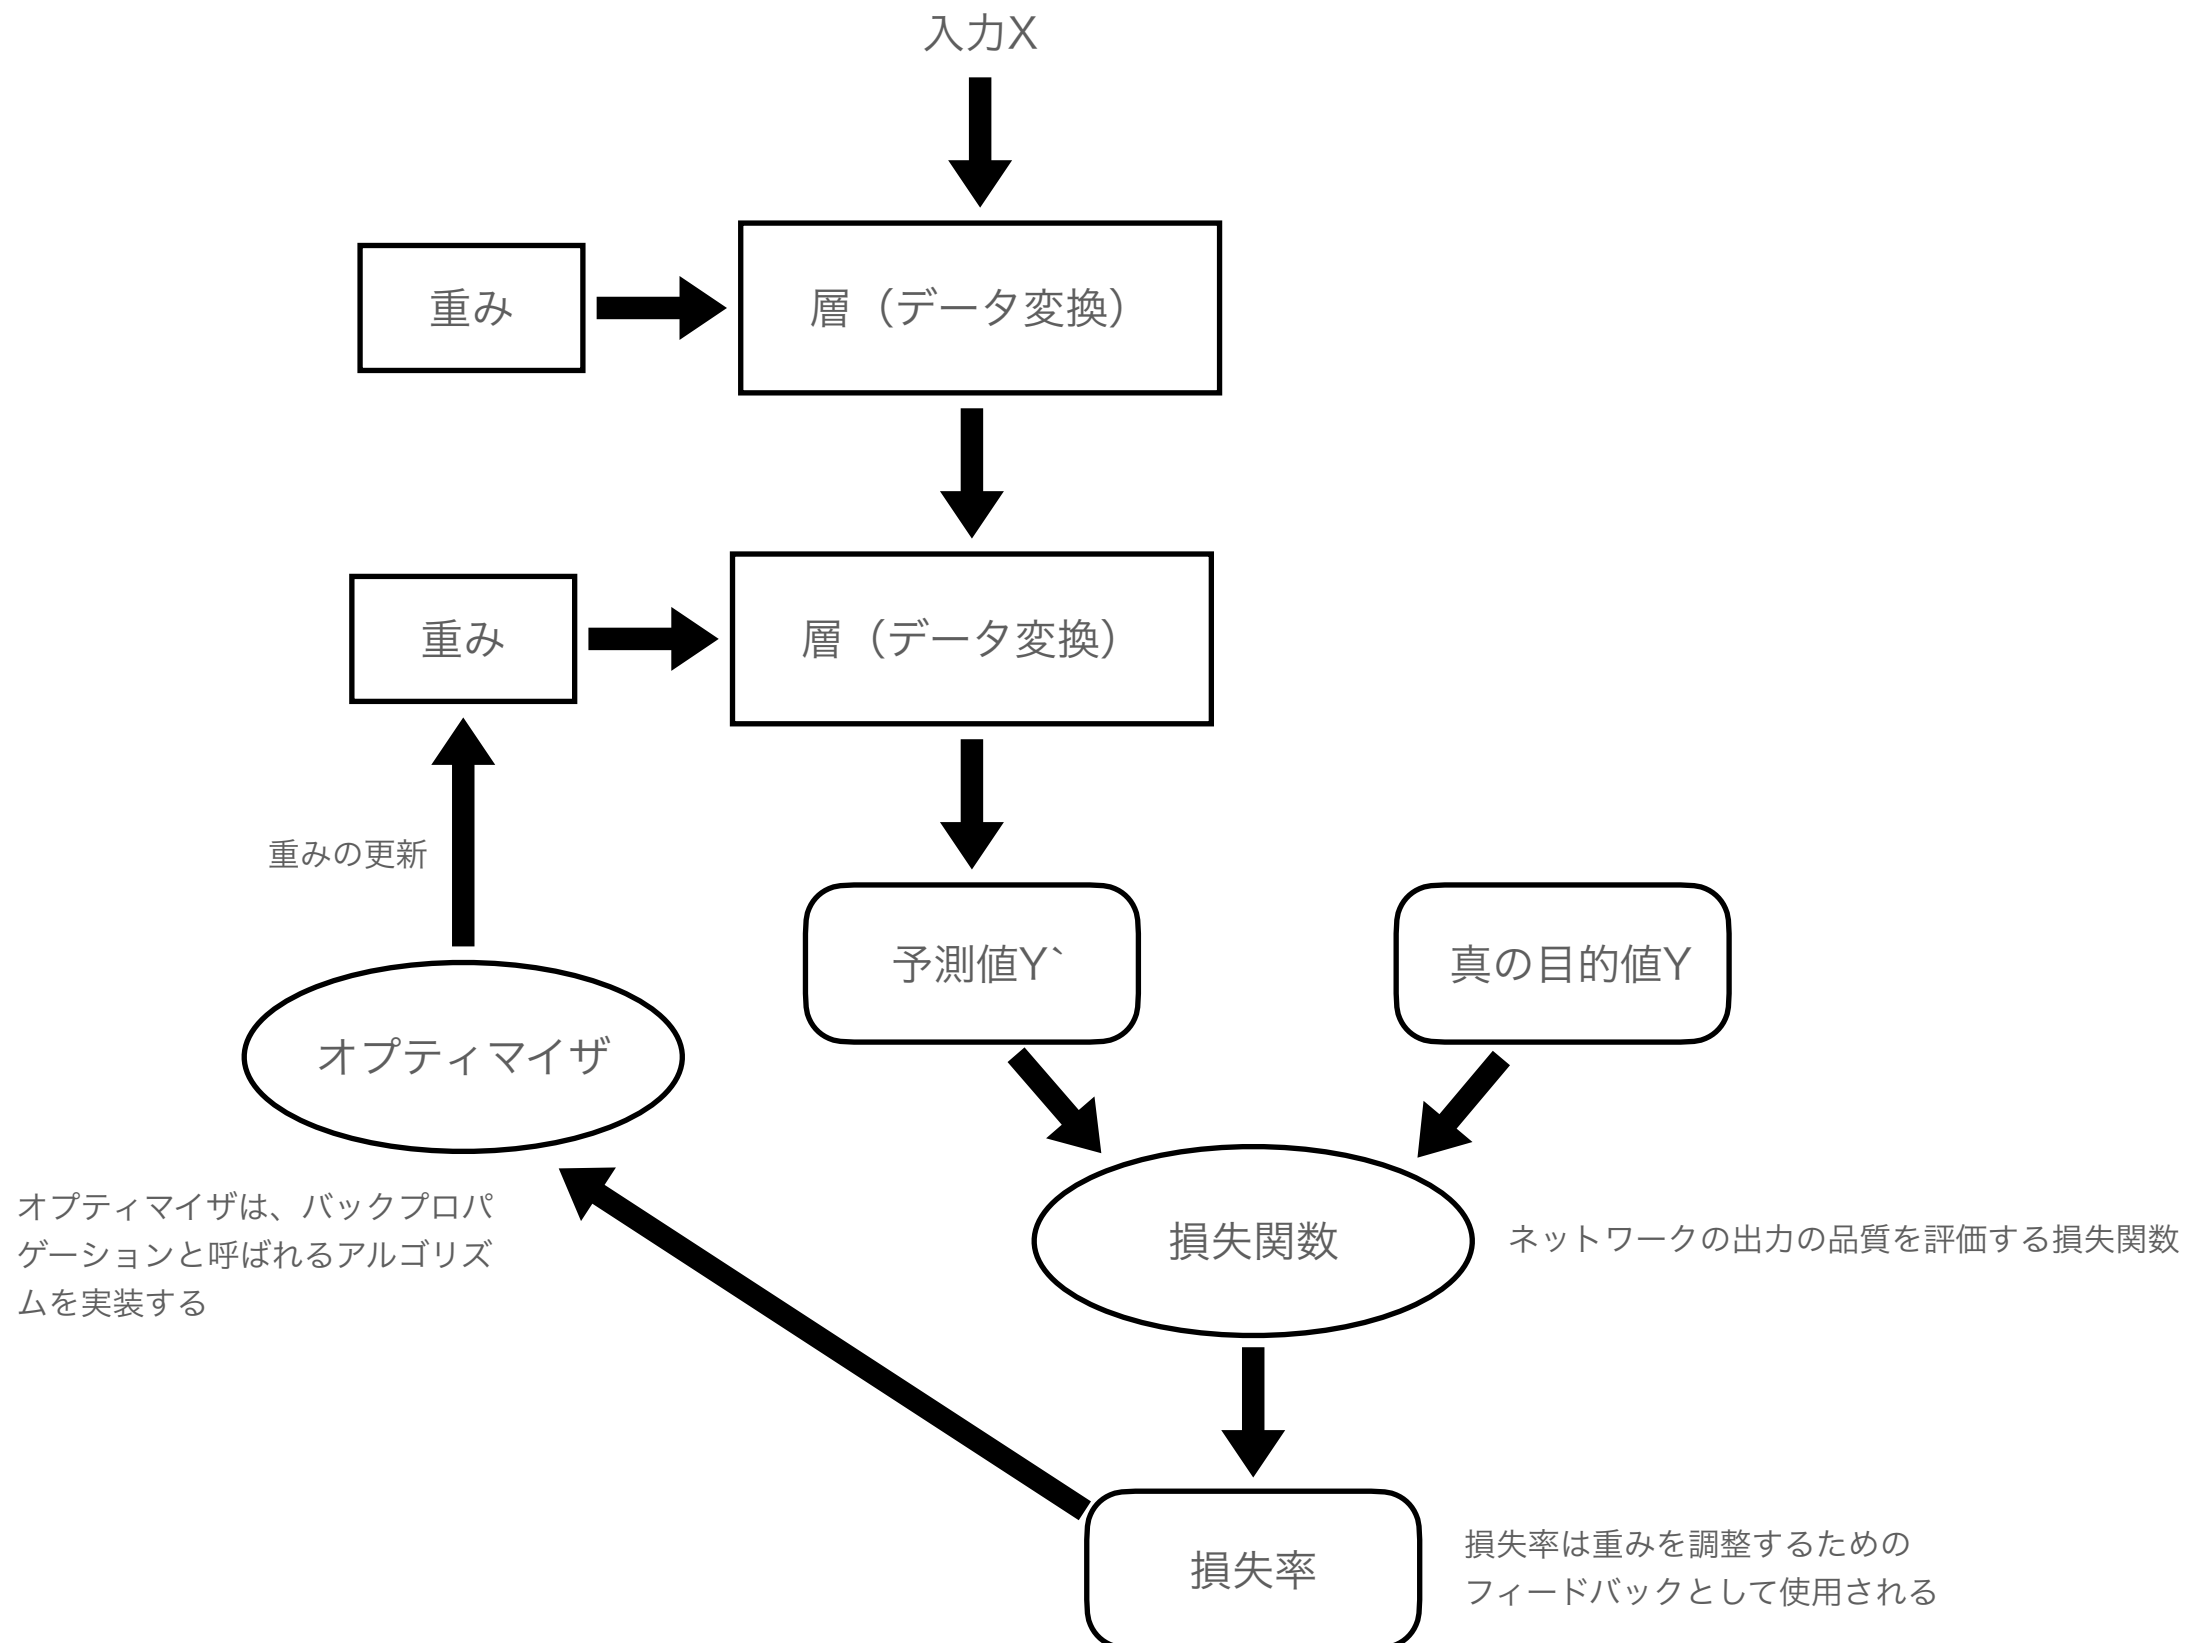 入力X
重み
層（データ変換）
重み
層（データ変換）
重みの更新
予測値Y`
真の目的値Y
オプティマイザ
オプティマイザは、バックプロパ
ゲーションと呼ばれるアルゴリズ
ムを実装する
損失関数
ネットワークの出力の品質を評価する損失関数
損失率
損失率は重みを調整するための
フィードバックとして使用される